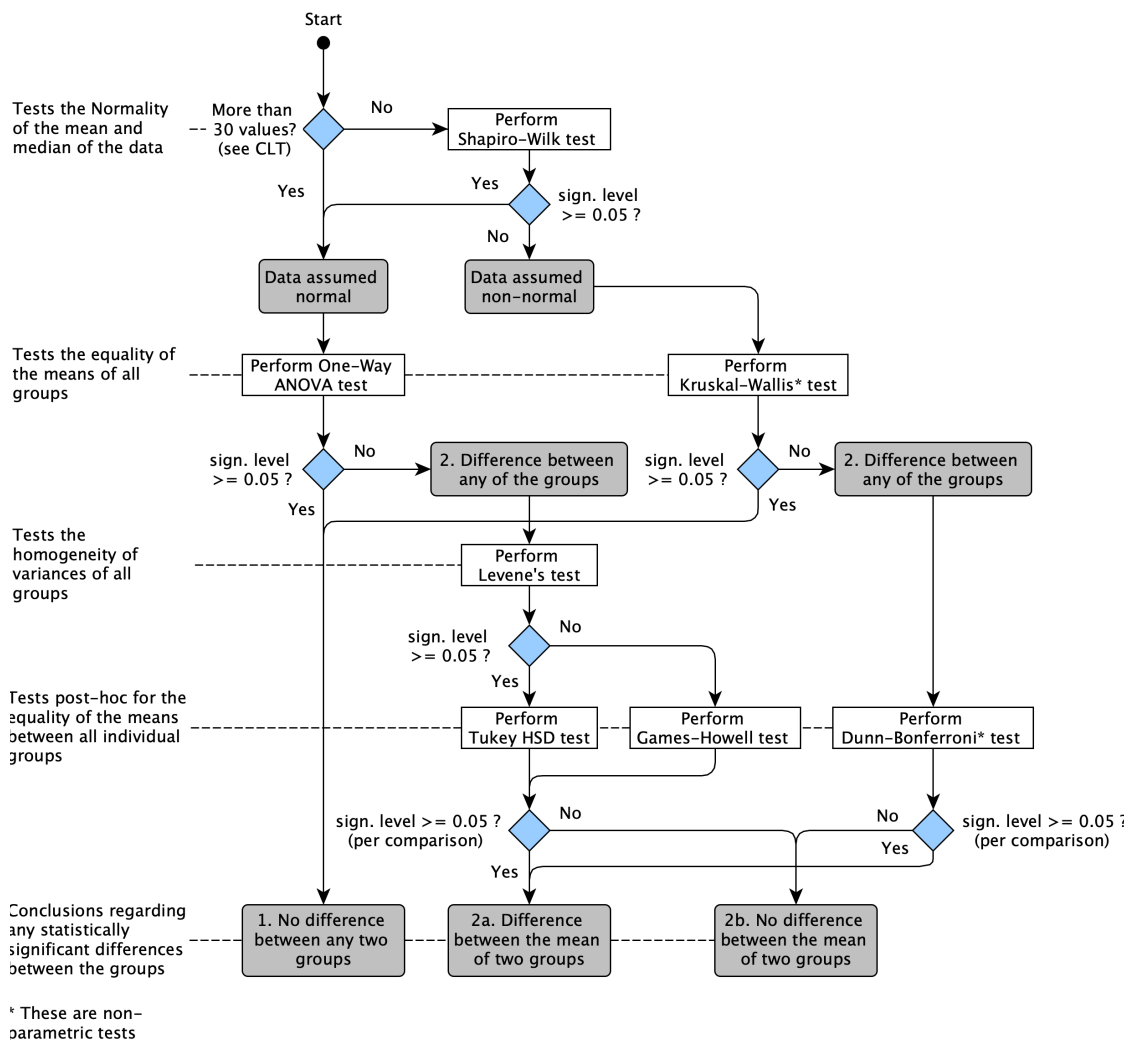 Start
Tests the Normality
of the mean and
median of the data
More than
30 values?
(see CLT)
No
Perform
Shapiro-Wilk test
Yes
Yes
sign. level
>= 0.05 ?
No
Data assumed
normal
Data assumed
non-normal
Tests the equality of
the means of all
groups
Perform One-Way
ANOVA test
Perform
Kruskal-Wallis* test
sign. level
>= 0.05 ?
No
2. Difference between
any of the groups
sign. level
>= 0.05 ?
No
2. Difference between
any of the groups
Yes
Yes
Tests the
homogeneity of
variances of all
groups
Perform
Levene's test
sign. level
>= 0.05 ?
No
Yes
Tests post-hoc for the
equality of the means
between all individual
groups
Perform
Tukey HSD test
Perform
Games-Howell test
Perform
Dunn-Bonferroni* test
sign. level >= 0.05 ?
(per comparison)
No
No
sign. level >= 0.05 ?
(per comparison)
Yes
Yes
Conclusions regarding
any statistically
significant differences
between the groups
1. No difference
between any two
groups
2a. Difference
between the mean
of two groups
2b. No difference
between the mean
of two groups
* These are non-
parametric tests